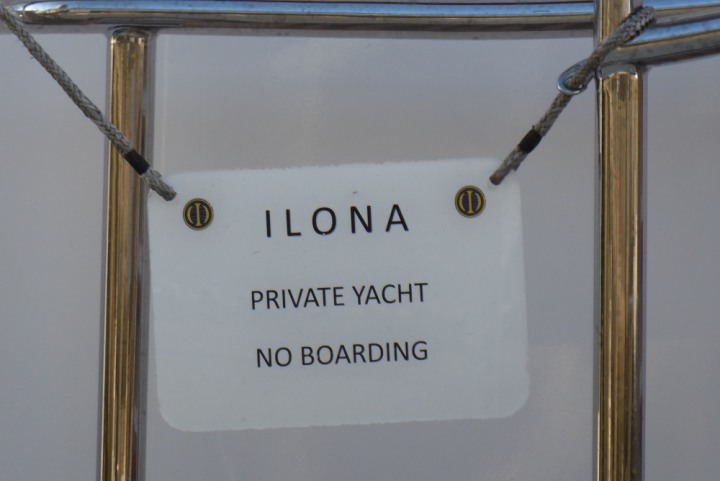 ILONA
PRIVATE YACHT
NO BOARDING